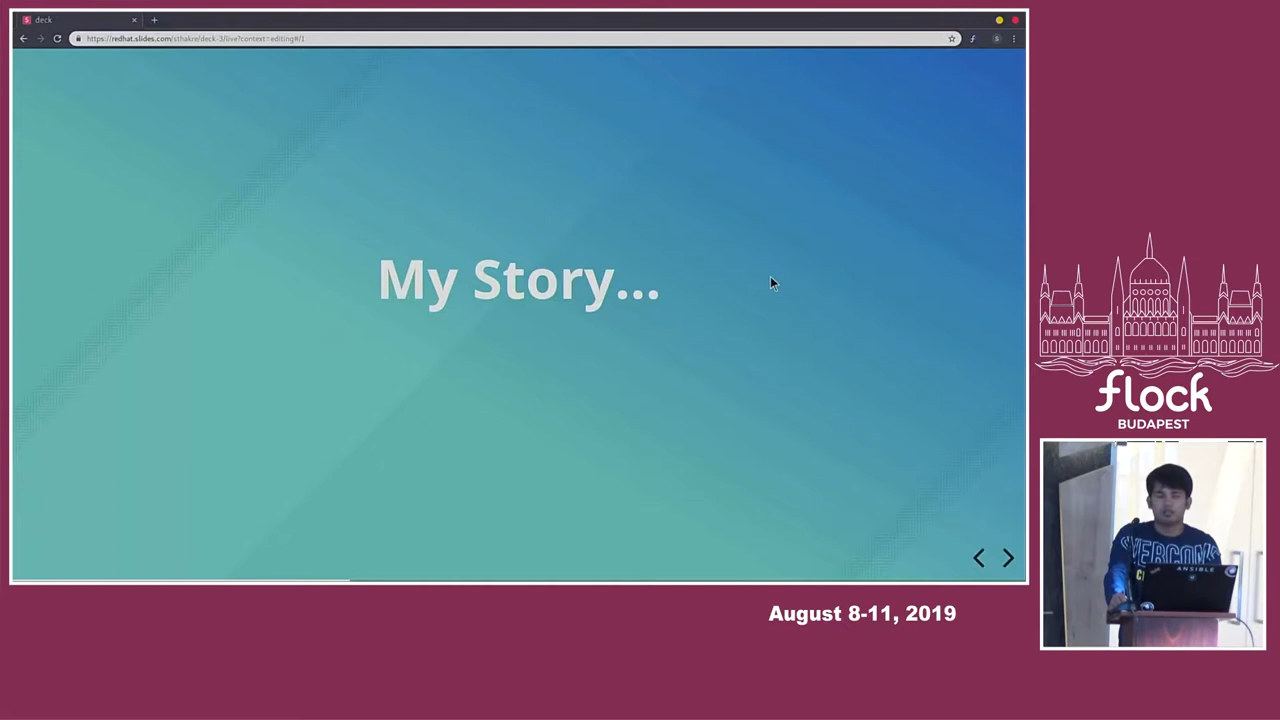 deck
https://redhat.slides.com/sthakre/deck-3/live?context=editing#/1
My Story...
flock
BUDAPEST
ANSIBLE
August 8-11, 2019